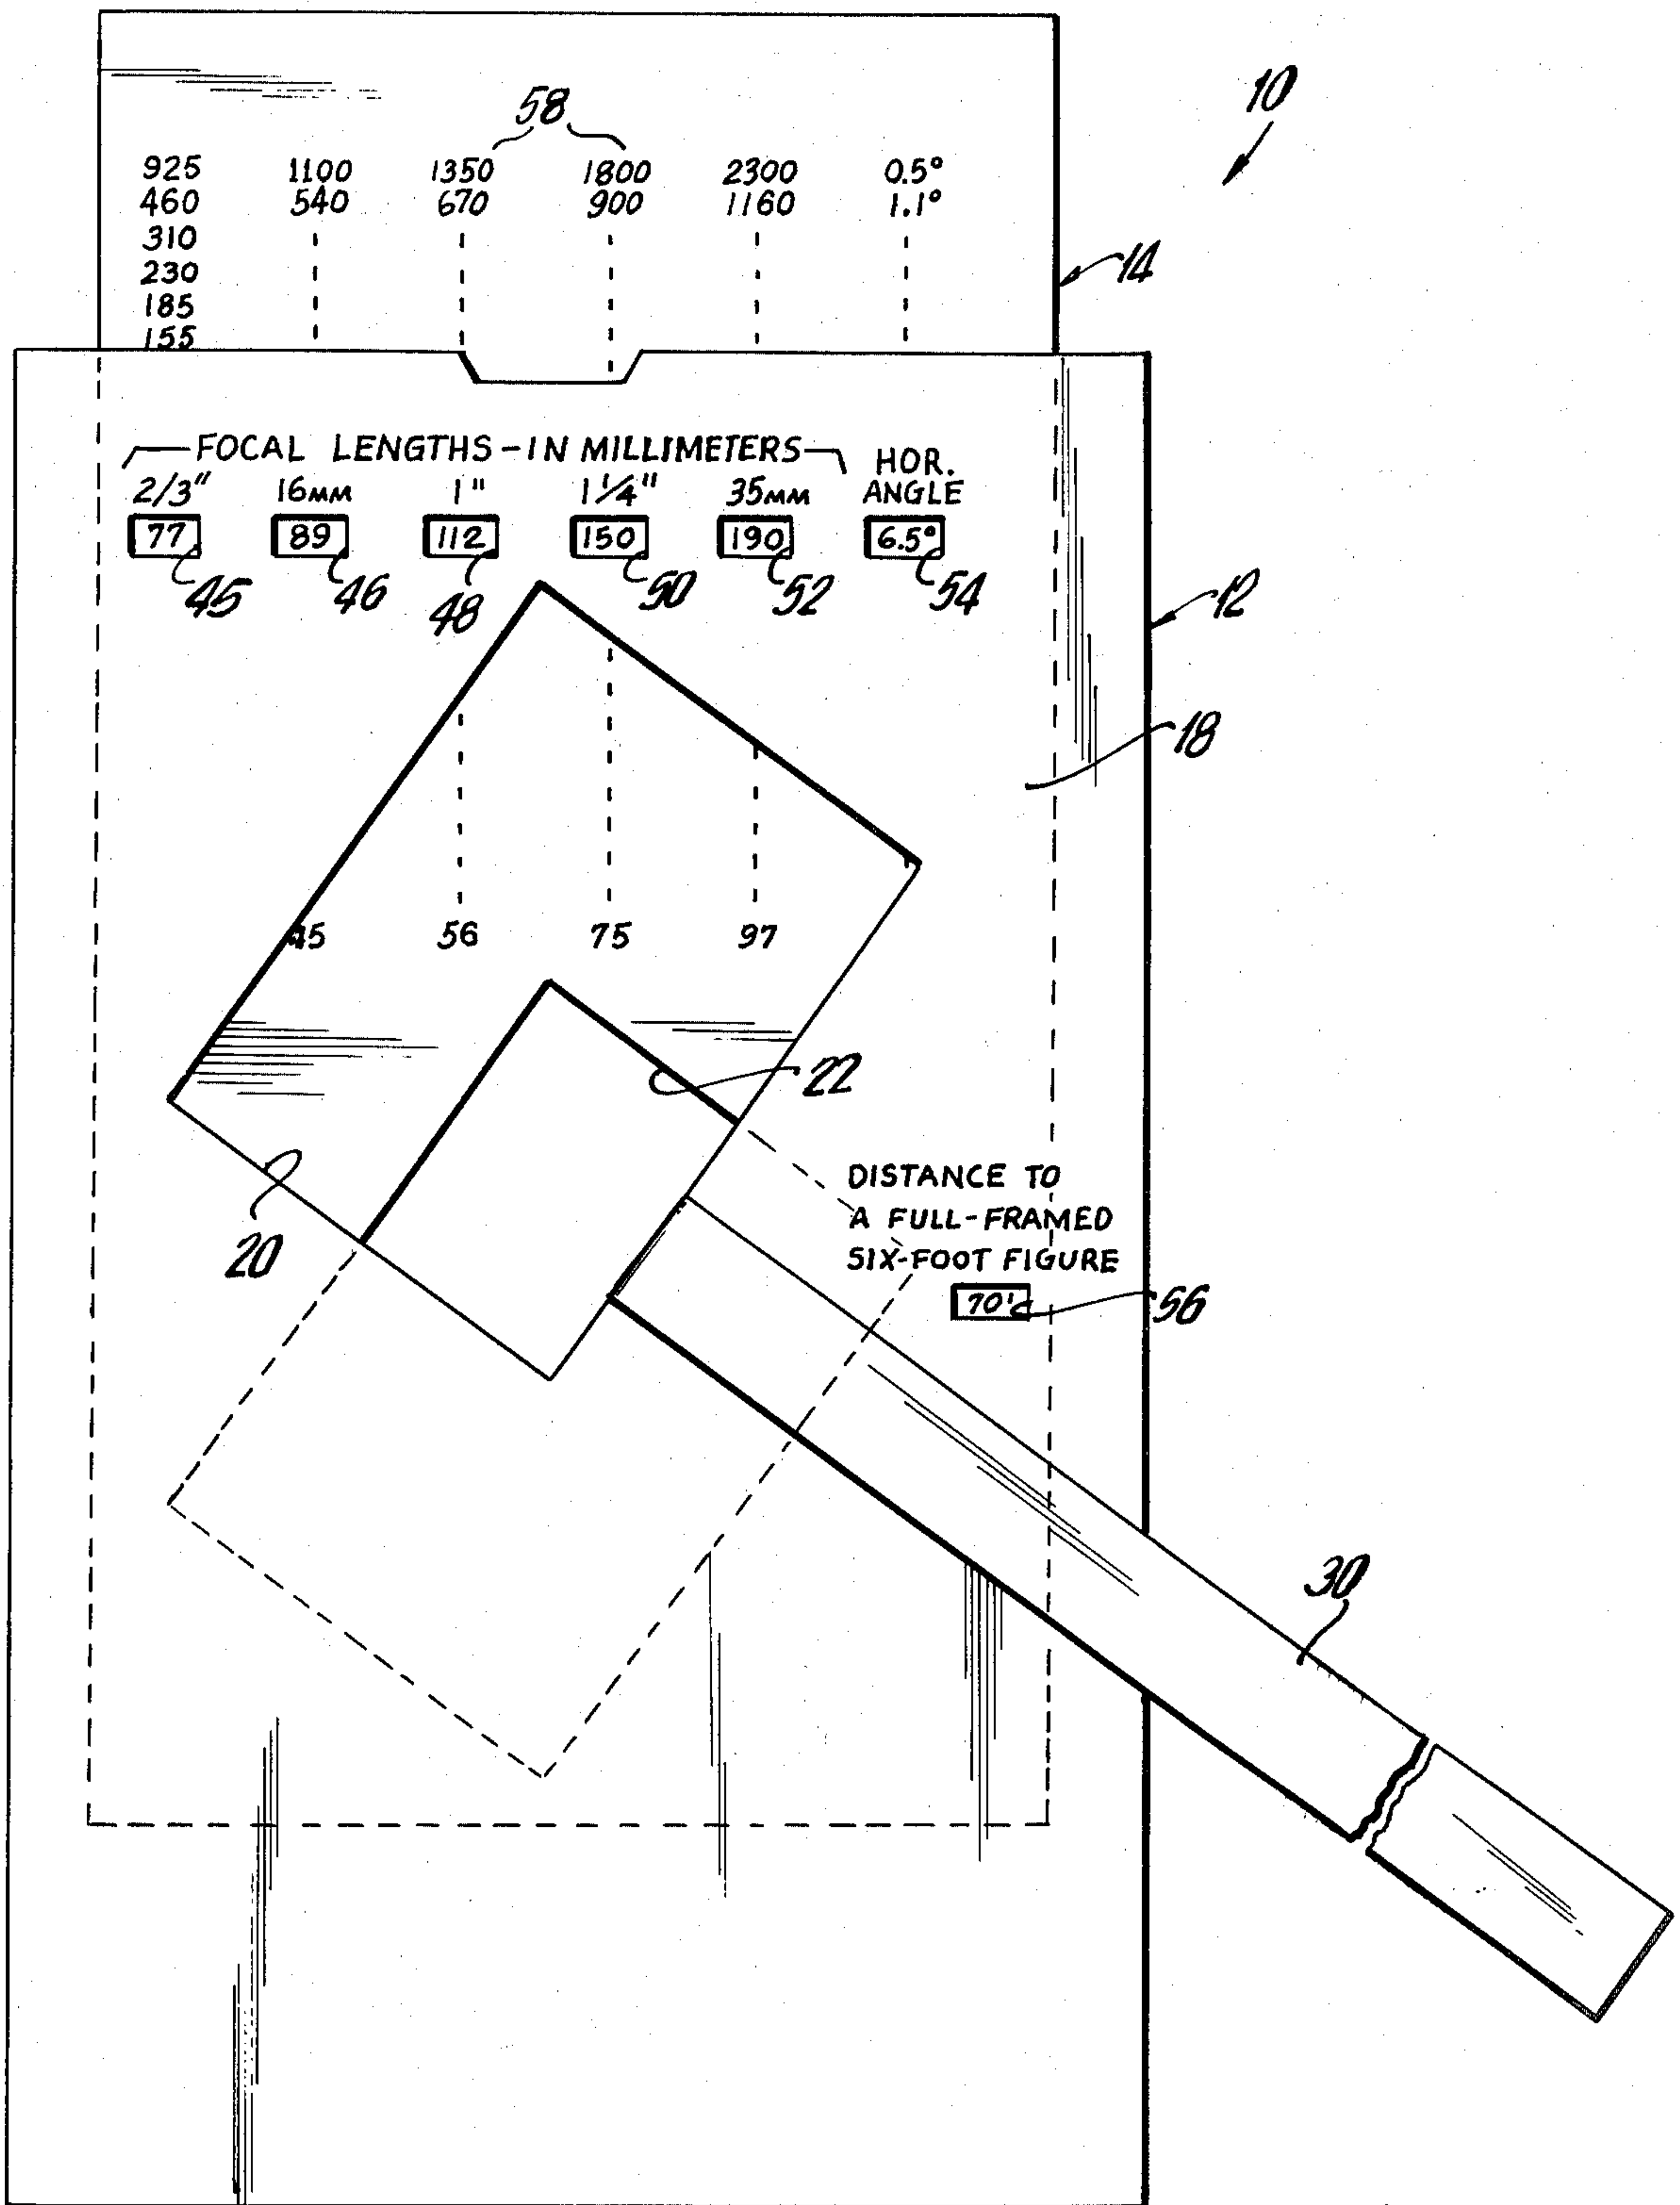 10
58
925 1100 1350 1800 2300 0.5°
460 540 670 900 1160 1.1°
310
230
185
155
14
FOCAL LENGTHS - IN MILLIMETERS HOR.
2/3" 16MM 1" 1 1/4" 35MM ANGLE
77 89 112 150 190 6.5°
45 46 48 50 52 54
12
18
45 56 75 97
22
DISTANCE TO
A FULL-FRAMED
20 SIX-FOOT FIGURE
70' 56
30